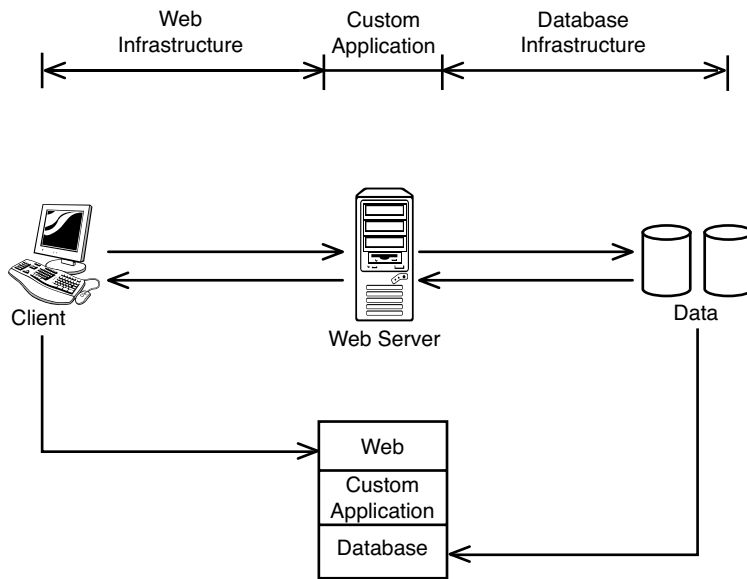 Web
Infrastructure
Custom
Application
Database
Infrastructure
Client
Web Server
Data
Web
Custom
Application
Database